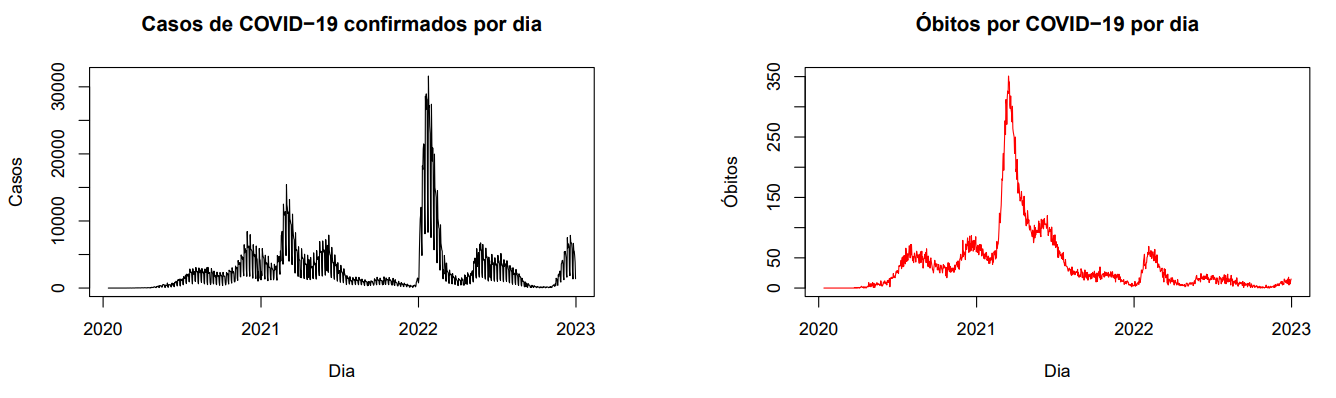 Casos de COVID−19 confirmados por dia
Casos
30000
20000
10000
0
2020
2021
2022
2023
Dia
Óbitos por COVID−19 por dia
Óbitos
350
250
150
50
0
2020
2021
2022
2023
Dia